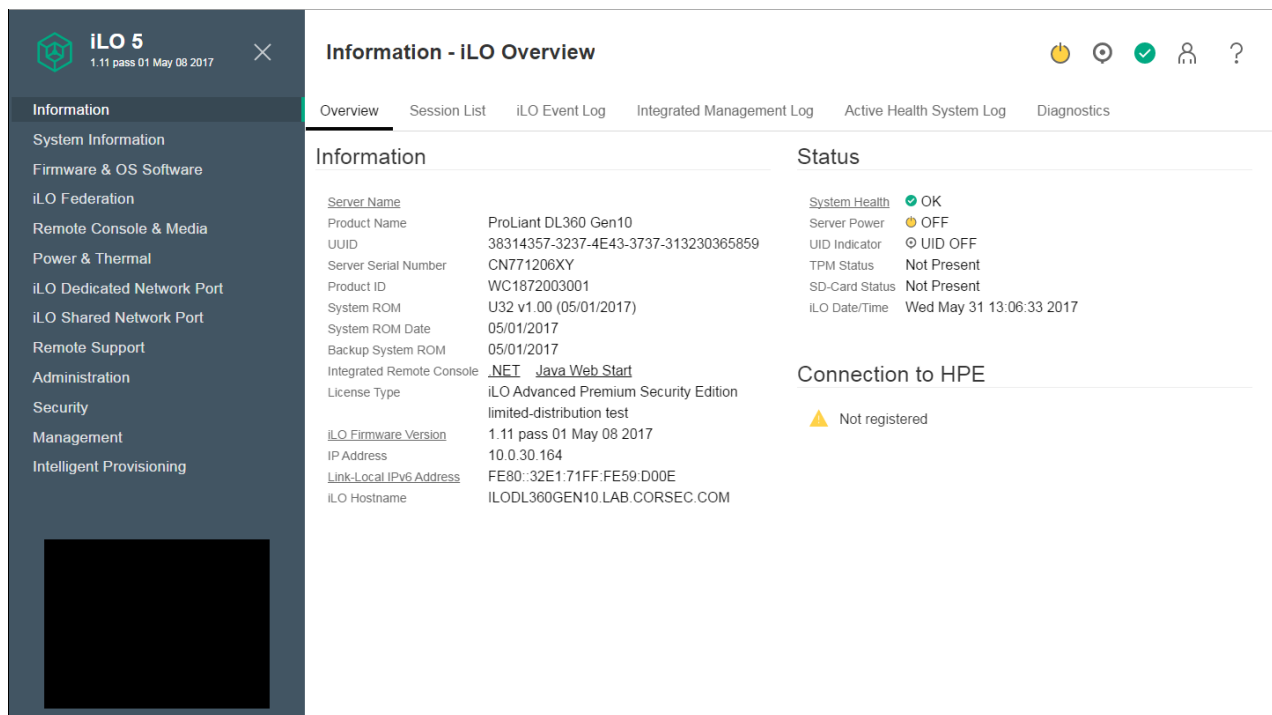 iLO 5
1.11 pass 01 May 08 2017
Information
System Information
Firmware & OS Software
iLO Federation
Remote Console & Media
Power & Thermal
iLO Dedicated Network Port
iLO Shared Network Port
Remote Support
Administration
Security
Management
Intelligent Provisioning
Information - iLO Overview
Overview Session List iLO Event Log Integrated Management Log Active Health System Log Diagnostics
Information
Server Name
Product Name ProLiant DL360 Gen10
UUID 38314357-3237-4E43-3737-313230365859
Server Serial Number CN771206XY
Product ID WC1872003001
System ROM U32 v1.00 (05/01/2017)
System ROM Date 05/01/2017
Backup System ROM 05/01/2017
Integrated Remote Console .NET Java Web Start
License Type iLO Advanced Premium Security Edition
limited-distribution test
iLO Firmware Version 1.11 pass 01 May 08 2017
IP Address 10.0.30.164
Link-Local IPv6 Address FE80::32E1:71FF:FE59:D00E
iLO Hostname ILODL360GEN10.LAB.CORSEC.COM
Status
System Health OK
Server Power OFF
UID Indicator UID OFF
TPM Status Not Present
SD-Card Status Not Present
iLO Date/Time Wed May 31 13:06:33 2017
Connection to HPE
Not registered